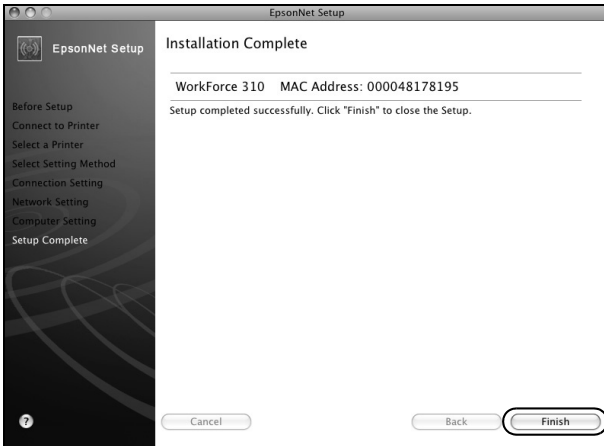 EpsonNet Setup
EpsonNet Setup
Installation Complete
WorkForce 310 MAC Address: 000048178195
Setup completed successfully. Click "Finish" to close the Setup.
Before Setup
Connect to Printer
Select a Printer
Select Setting Method
Connection Setting
Network Setting
Computer Setting
Setup Complete
?
Cancel
Back
Finish